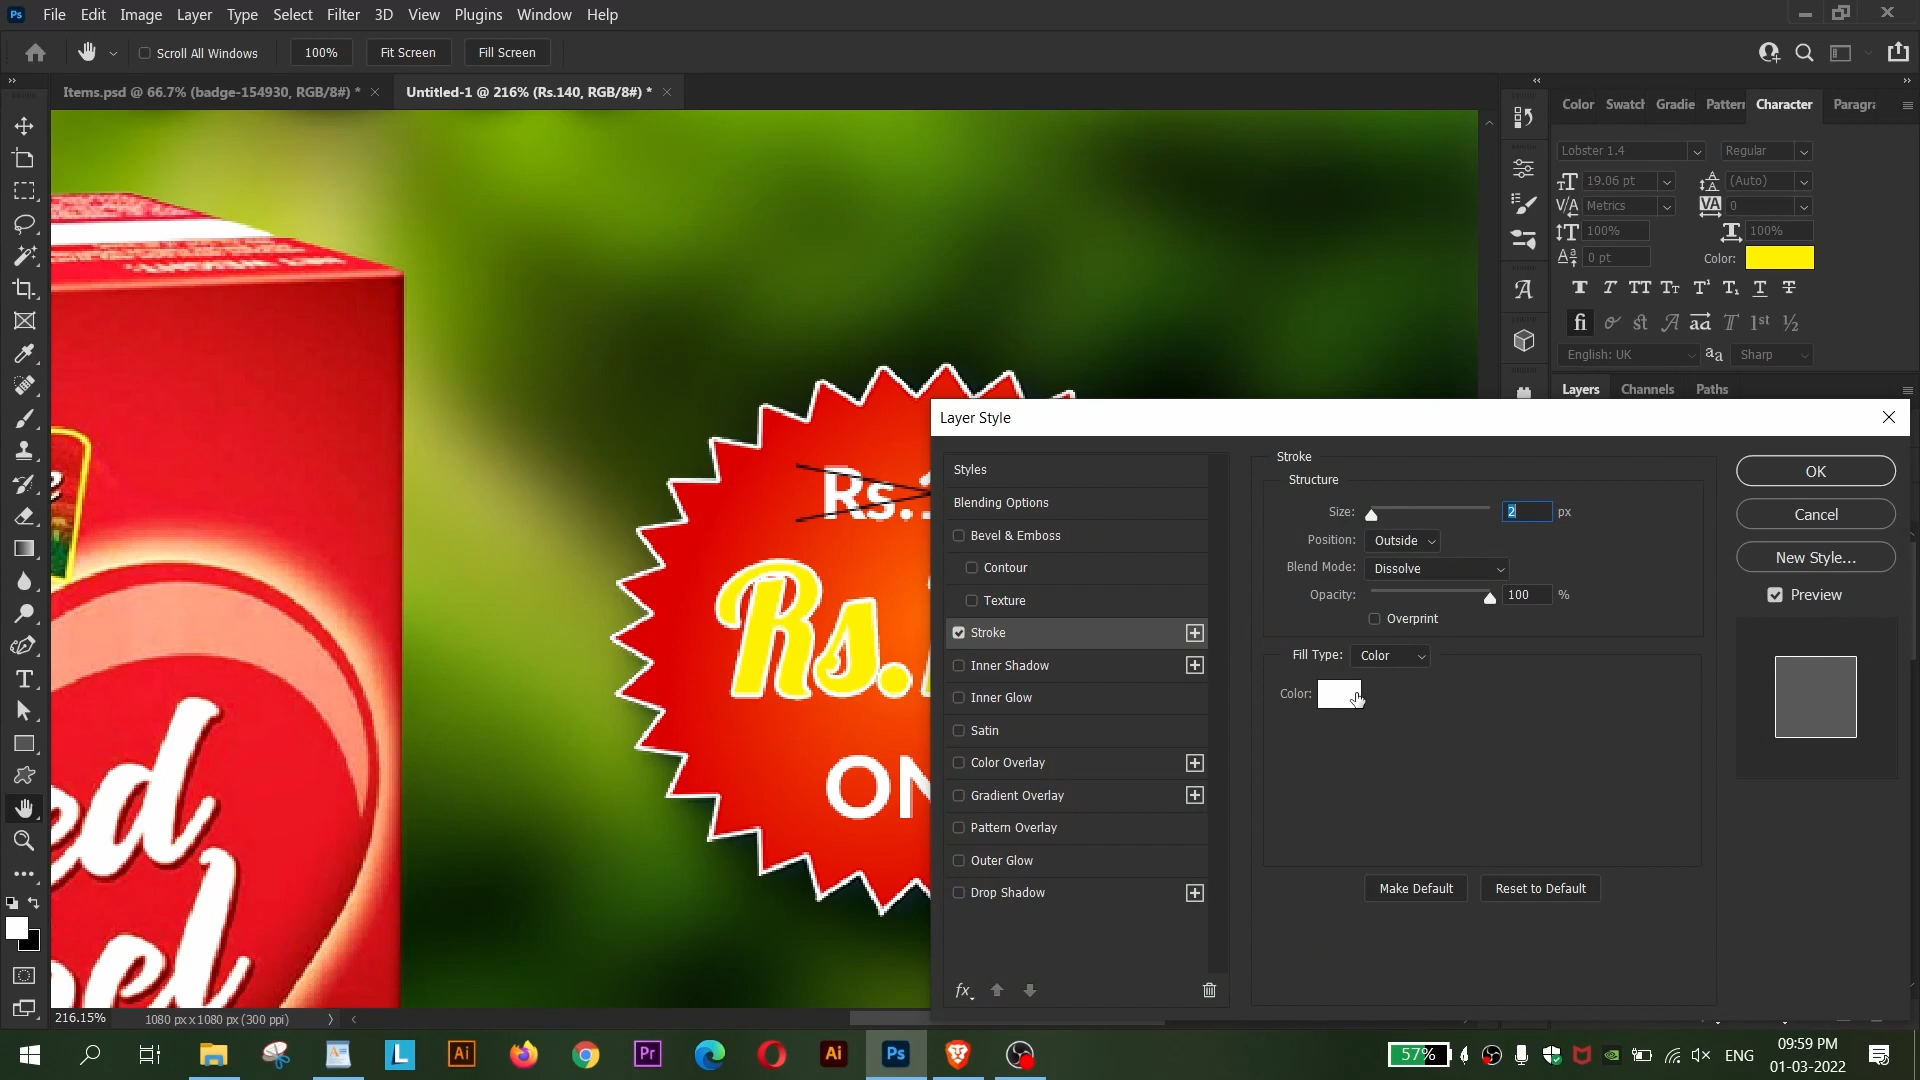 File Edit Image Layer Type Select Filter 3D View Plugins Window Help
Scroll All Windows 100% Fit Screen Fill Screen
Items.psd @ 66.7% (badge-154930, RGB/8#) * Untitled-1 @ 216% (Rs.140, RGB/8#) *
Color Swatch Gradie Pattern Character Paragra
Lobster 1.4 Regular
19.06 pt (Auto)
Metrics 0
100% 100%
0 pt Color:
English: UK Sharp
Layers Channels Paths
NET WEIGHT:
Rs.
Rs.
ON
ed
bel
Layer Style
Styles
Blending Options
Bevel & Emboss
Contour
Texture
Stroke
Inner Shadow
Inner Glow
Satin
Color Overlay
Gradient Overlay
Pattern Overlay
Outer Glow
Drop Shadow
fx
Stroke
Structure
Size: 2 px
Position: Outside
Blend Mode: Dissolve
Opacity: 100 %
Overprint
Fill Type: Color
Color:
Make Default Reset to Default
OK
Cancel
New Style...
Preview
216.15% 1080 px x 1080 px (300 ppi)
57% ENG 09:59 PM
01-03-2022